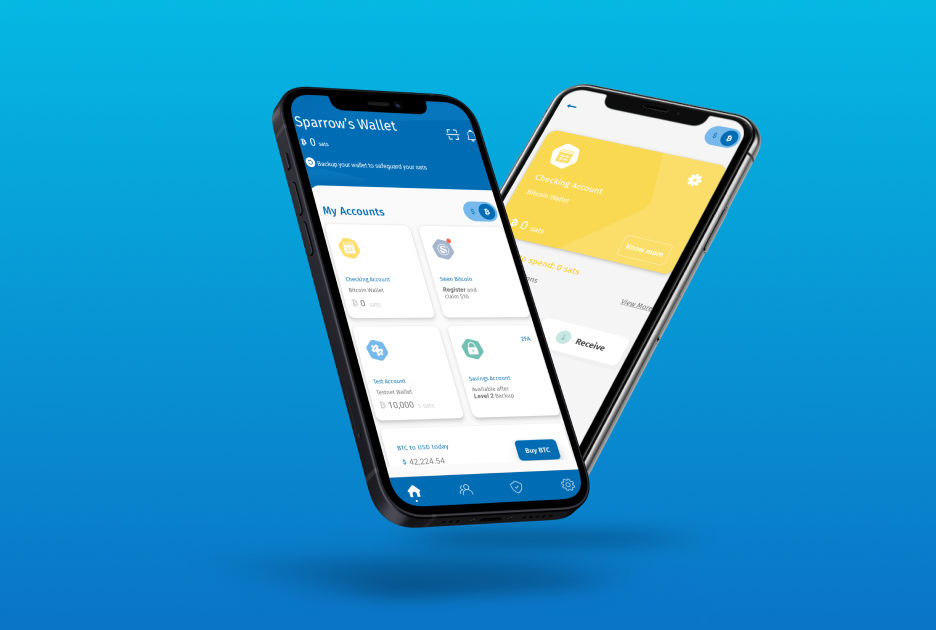 Sparrow's Wallet
₿ 0 sats
Backup your wallet to safeguard your sats
My Accounts
$ ₿
Checking Account
Bitcoin Wallet
₿ 0 sats
S
Swan Bitcoin
Register and
claim $10
Test Account
Testnet Wallet
₿ 10,000 t-sats
2FA
Savings Account
Available after
Level 2 Backup
BTC to USD today
$ 42,224.54
Buy BTC
$ ₿
Checking Account
Bitcoin Wallet
₿ 0 sats
Know more
spend: 0 sats
View More
Receive